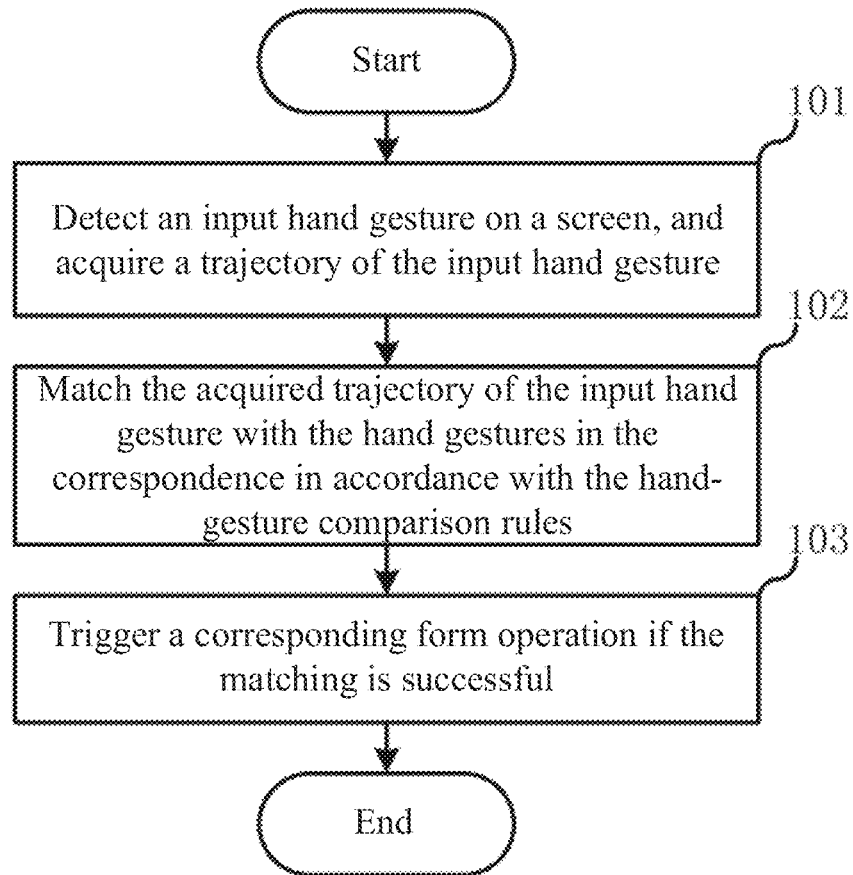 Start
101
Detect an input hand gesture on a screen, and
acquire a trajectory of the input hand gesture
102
Match the acquired trajectory of the input hand
gesture with the hand gestures in the
correspondence in accordance with the hand-
gesture comparison rules
103
Trigger a corresponding form operation if the
matching is successful
End